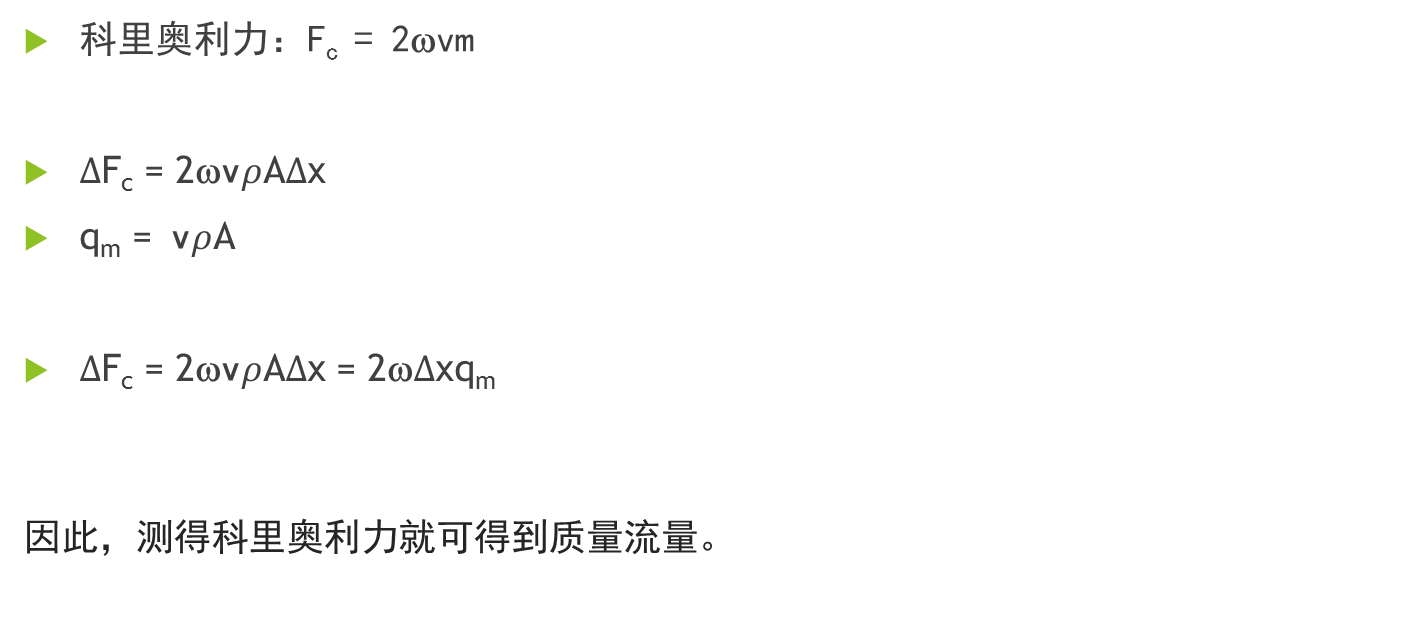 科里奥利力：Fc = 2ωvm
ΔFc = 2ωvρAΔx
qm = vρA
ΔFc = 2ωvρAΔx = 2ωΔxqm
因此，测得科里奥利力就可得到质量流量。